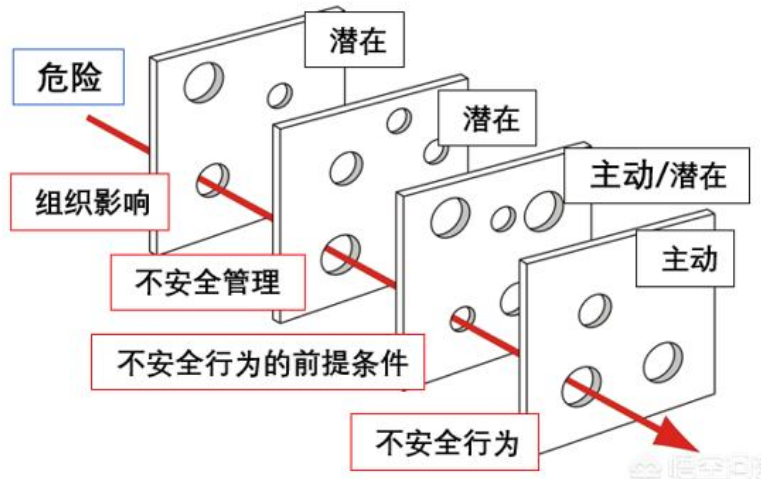 潜在
危险
潜在
主动/潜在
组织影响
主动
不安全管理
不安全行为的前提条件
不安全行为